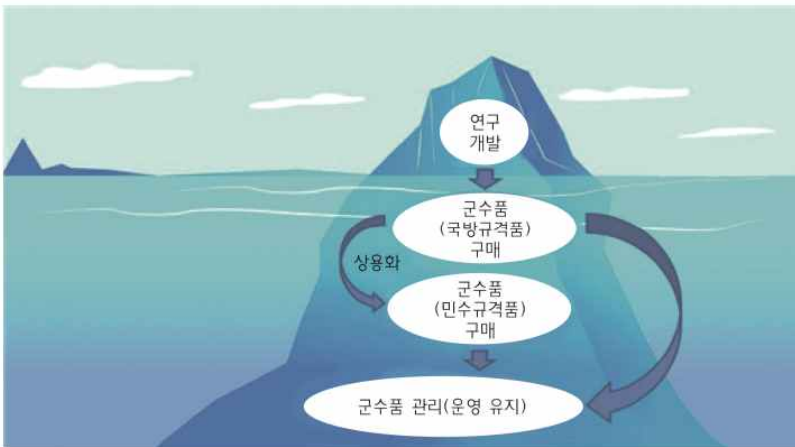 연구
개발
군수품
(국방규격품)
구매
상용화
군수품
(민수규격품)
구매
군수품 관리(운영 유지)